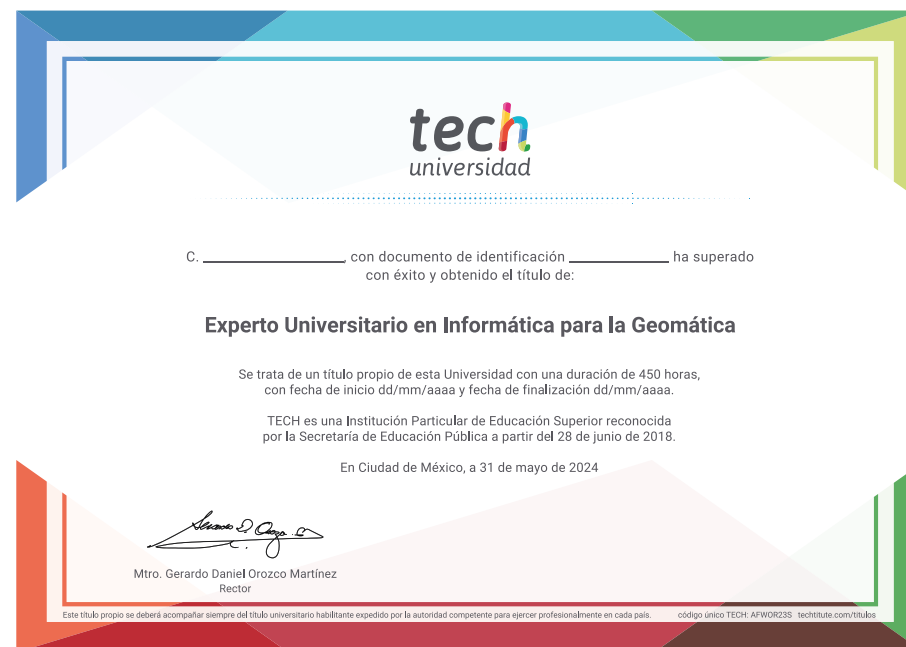 tech
universidad
C. ____________________, con documento de identificación ______________ ha superado
con éxito y obtenido el título de:
Experto Universitario en Informática para la Geomática
Se trata de un título propio de esta Universidad con una duración de 450 horas,
con fecha de inicio dd/mm/aaaa y fecha de finalización dd/mm/aaaa.
TECH es una Institución Particular de Educación Superior reconocida
por la Secretaría de Educación Pública a partir del 28 de junio de 2018.
En Ciudad de México, a 31 de mayo de 2024
Mtro. Gerardo Daniel Orozco Martínez
Rector
Este título propio se deberá acompañar siempre del título universitario habilitante expedido por la autoridad competente para ejercer profesionalmente en cada país. código único TECH: AFWOR23S techtitute.com/titulos